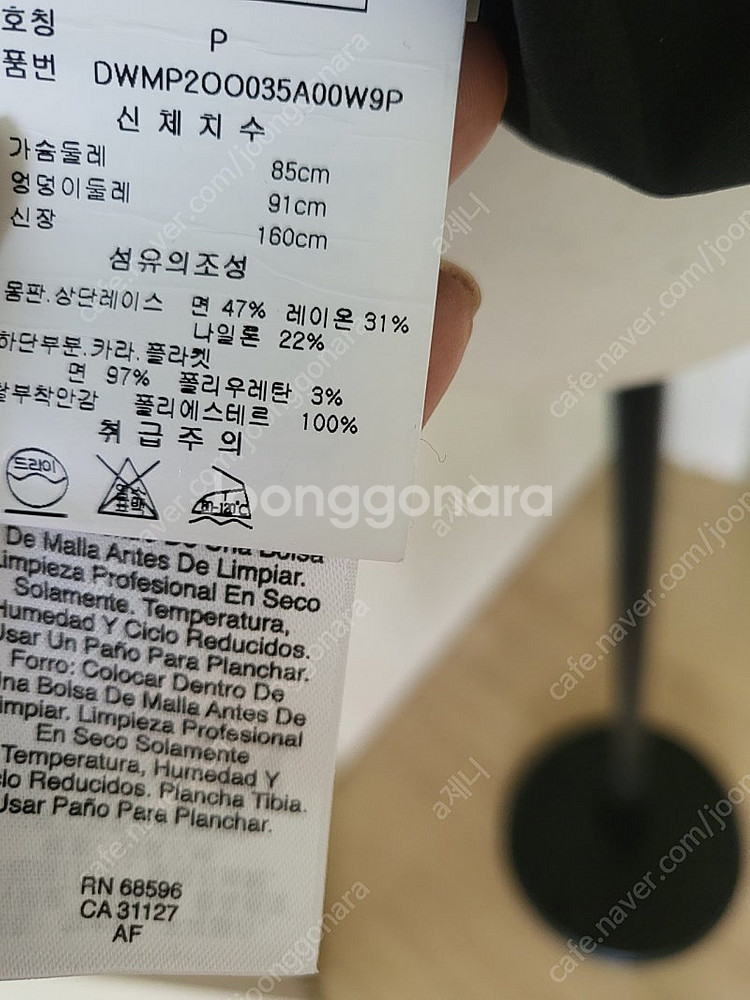 호칭 P
품번 DWMP2OO035A00W9P
신체치수
가슴둘레 85cm
엉덩이둘레 91cm
신장 160cm
섬유의조성
몸판.상단레이스 면 47% 레이온 31%
나일론 22%
하단부분.카라.플라켓
면 97% 폴리우레탄 3%
탈부착안감 폴리에스테르 100%
취급주의
드라이
염소
표백
80-120℃
De Malla Antes De Limpiar.
Limpieza Profesional En Seco
Solamente. Temperatura,
Humedad Y Ciclo Reducidos.
Usar Un Paño Para Planchar.
Forro: Colocar Dentro De
Una Bolsa De Malla Antes De
Limpiar. Limpieza Profesional
En Seco Solamente
Temperatura, Humedad Y
Ciclo Reducidos. Plancha Tibia.
Usar Paño Para Planchar.
RN 68596
CA 31127
AF
Joonggonara
cafe.naver.com/joonggonara
a제니